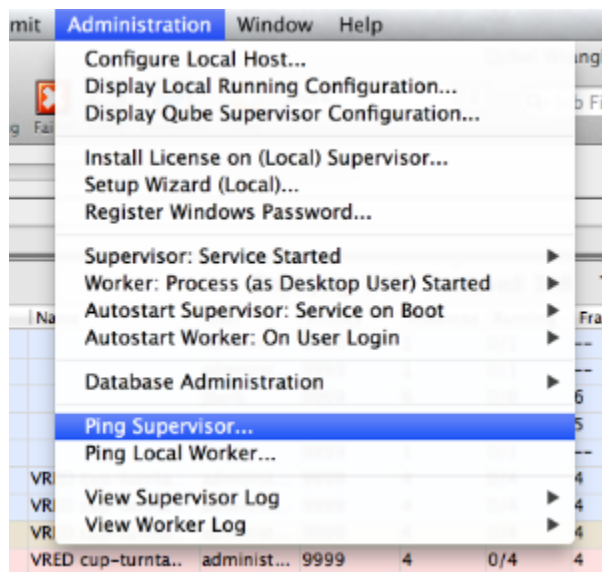 mit Administration Window Help
Configure Local Host...
Display Local Running Configuration...
Display Qube Supervisor Configuration...
Install License on (Local) Supervisor...
Setup Wizard (Local)...
Register Windows Password...
Supervisor: Service Started
Worker: Process (as Desktop User) Started
Autostart Supervisor: Service on Boot
Autostart Worker: On User Login
Database Administration
Ping Supervisor...
Ping Local Worker...
View Supervisor Log
View Worker Log
VRED cup-turnta.. administ... 9999 4 0/4 4